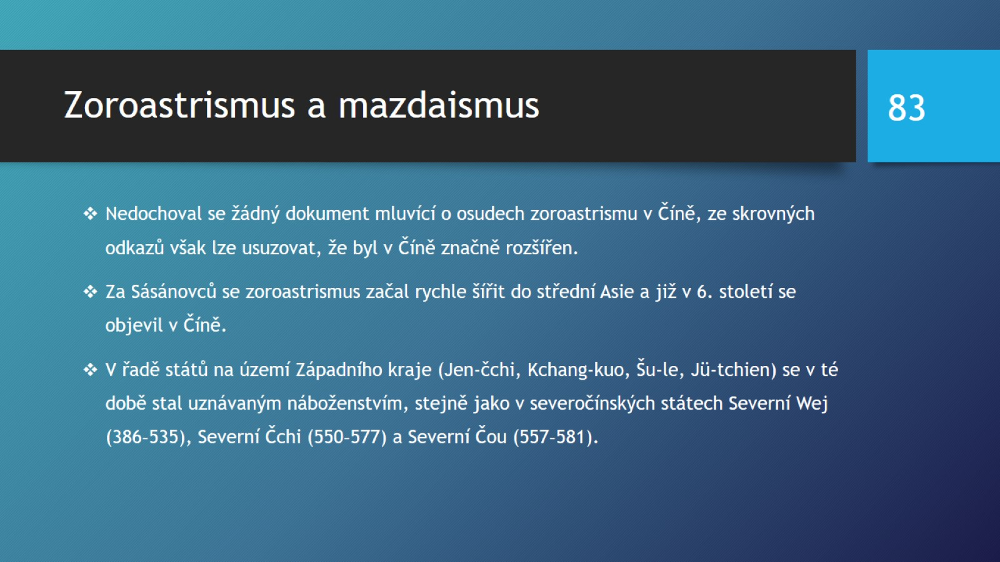 Zoroastrismus a mazdaismus
83
❖ Nedochoval se žádný dokument mluvící o osudech zoroastrismu v Číně, ze skrovných
odkazů však lze usuzovat, že byl v Číně značně rozšířen.
❖ Za Sásánovců se zoroastrismus začal rychle šířit do střední Asie a již v 6. století se
objevil v Číně.
❖ V řadě států na území Západního kraje (Jen-čchi, Kchang-kuo, Šu-le, Jü-tchien) se v té
době stal uznávaným náboženstvím, stejně jako v severočínských státech Severní Wej
(386-535), Severní Čchi (550-577) a Severní Čou (557-581).